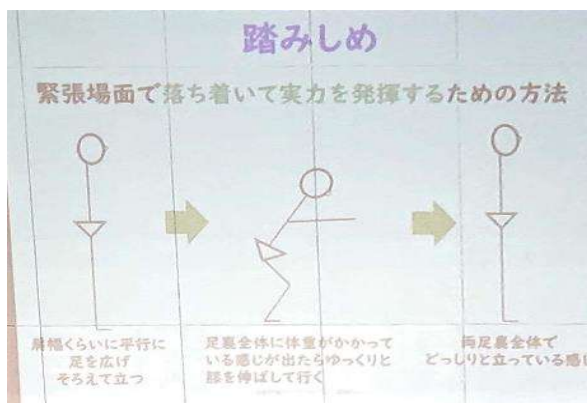 踏みしめ
緊張場面で落ち着いて実力を発揮するための方法
肩幅くらいに平行に
足を広げ
そろえて立つ
足裏全体に体重がかかって
いる感じが出たらゆっくりと
膝を伸ばして行く
両足裏全体で
どっしりと立っている感じ